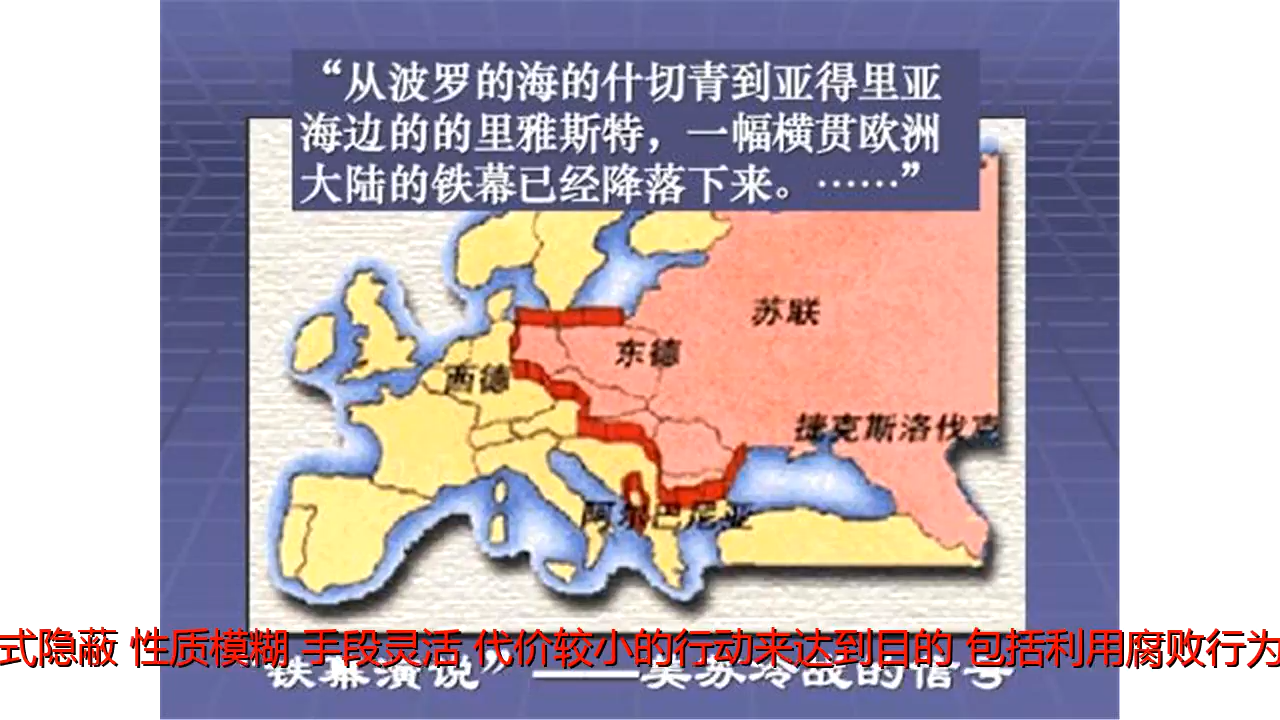 “从波罗的海的什切青到亚得里亚
海边的的里雅斯特，一幅横贯欧洲
大陆的铁幕已经降落下来。……”
苏联
东德
西德
捷克斯洛伐克
阿尔巴尼亚
式隐蔽 性质模糊 手段灵活 代价较小的行动来达到目的 包括利用腐败行为
“铁幕演说”——美苏冷战的信号